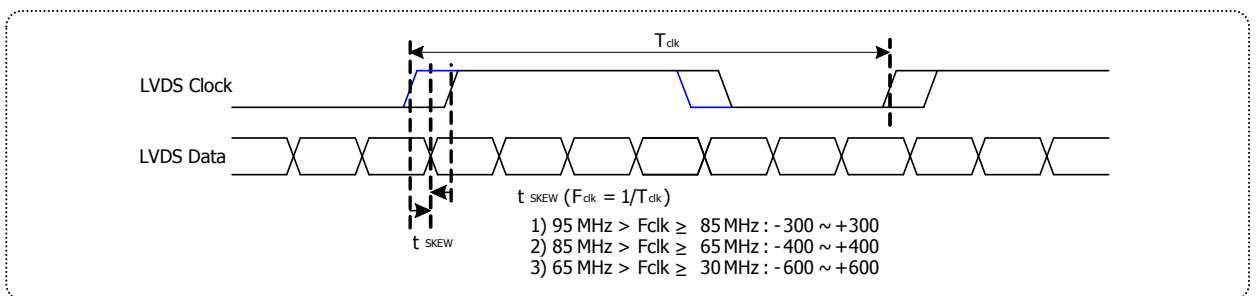 Tclk
LVDS Clock
LVDS Data
t SKEW (Fclk = 1/Tclk)
1) 95 MHz > Fclk ≥ 85 MHz : -300 ~ +300
t SKEW
2) 85 MHz > Fclk ≥ 65 MHz : -400 ~ +400
3) 65 MHz > Fclk ≥ 30 MHz : -600 ~ +600